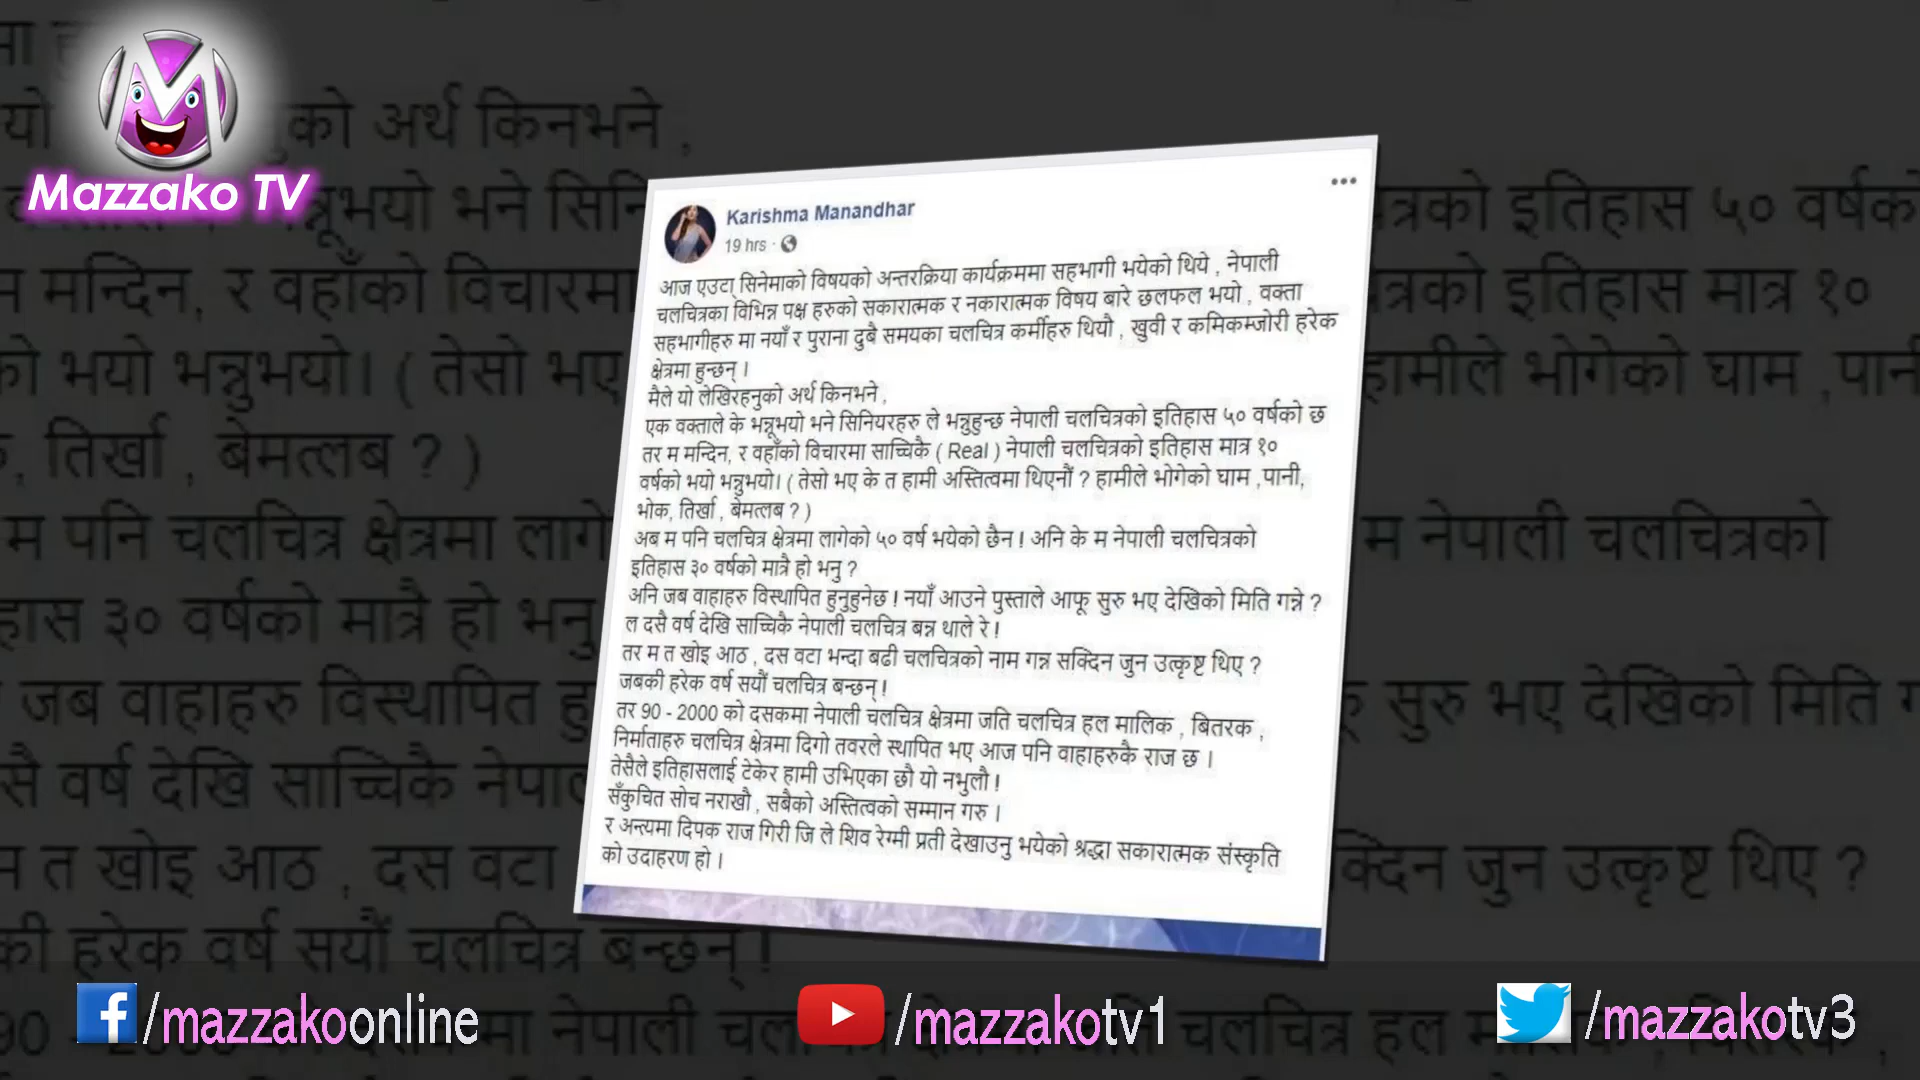 Mazzako TV
Karishma Manandhar
19 hrs ·
आज एउटा सिनेमाको विषयको अन्तरक्रिया कार्यक्रममा सहभागी भयेको थिये , नेपाली
चलचित्रका विभिन्न पक्ष हरुको सकारात्मक र नकारात्मक विषय बारे छलफल भयो , वक्ता
सहभागीहरु मा नयाँ र पुराना दुबै समयका चलचित्र कर्मीहरु थियौ , खुवी र कमिकम्जोरी हरेक
क्षेत्रमा हुन्छन् ।
मैले यो लेखिरहनुको अर्थ किनभने ,
एक वक्ताले के भन्नूभयो भने सिनियरहरु ले भन्नुहुन्छ नेपाली चलचित्रको इतिहास ५० वर्षको छ
तर म मन्दिन, र वहाँको विचारमा साच्चिकै ( Real ) नेपाली चलचित्रको इतिहास मात्र १०
वर्षको भयो भन्नुभयो। ( तेसो भए के त हामी अस्तित्वमा थिएनौं ? हामीले भोगेको घाम ,पानी,
भोक, तिर्खा , बेमत्लब ? )
अब म पनि चलचित्र क्षेत्रमा लागेको ५० वर्ष भयेको छैन ! अनि के म नेपाली चलचित्रको
इतिहास ३० वर्षको मात्रै हो भनु ?
अनि जब वाहाहरु विस्थापित हुनुहुनेछ ! नयाँ आउने पुस्ताले आफू सुरु भए देखिको मिति गन्ने ?
ल दसै वर्ष देखि साच्चिकै नेपाली चलचित्र बन्न थाले रे !
तर म त खोइ आठ , दस वटा भन्दा बढी चलचित्रको नाम गन्न सक्दिन जुन उत्कृष्ट थिए ?
जबकी हरेक वर्ष सयौं चलचित्र बन्छन् !
तर 90 - 2000 को दसकमा नेपाली चलचित्र क्षेत्रमा जति चलचित्र हल मालिक , बितरक ,
निर्माताहरु चलचित्र क्षेत्रमा दिगो तवरले स्थापित भए आज पनि वाहाहरुकै राज छ ।
तेसैले इतिहासलाई टेकेर हामी उभिएका छौ यो नभुलौ !
सँकुचित सोच नराखौ , सबैको अस्तित्वको सम्मान गरु ।
र अन्त्यमा दिपक राज गिरी जि ले शिव रेग्मी प्रती देखाउनु भयेको श्रद्धा सकारात्मक संस्कृति
को उदाहरण हो ।
/mazzakoonline
/mazzakotv1
/mazzakotv3